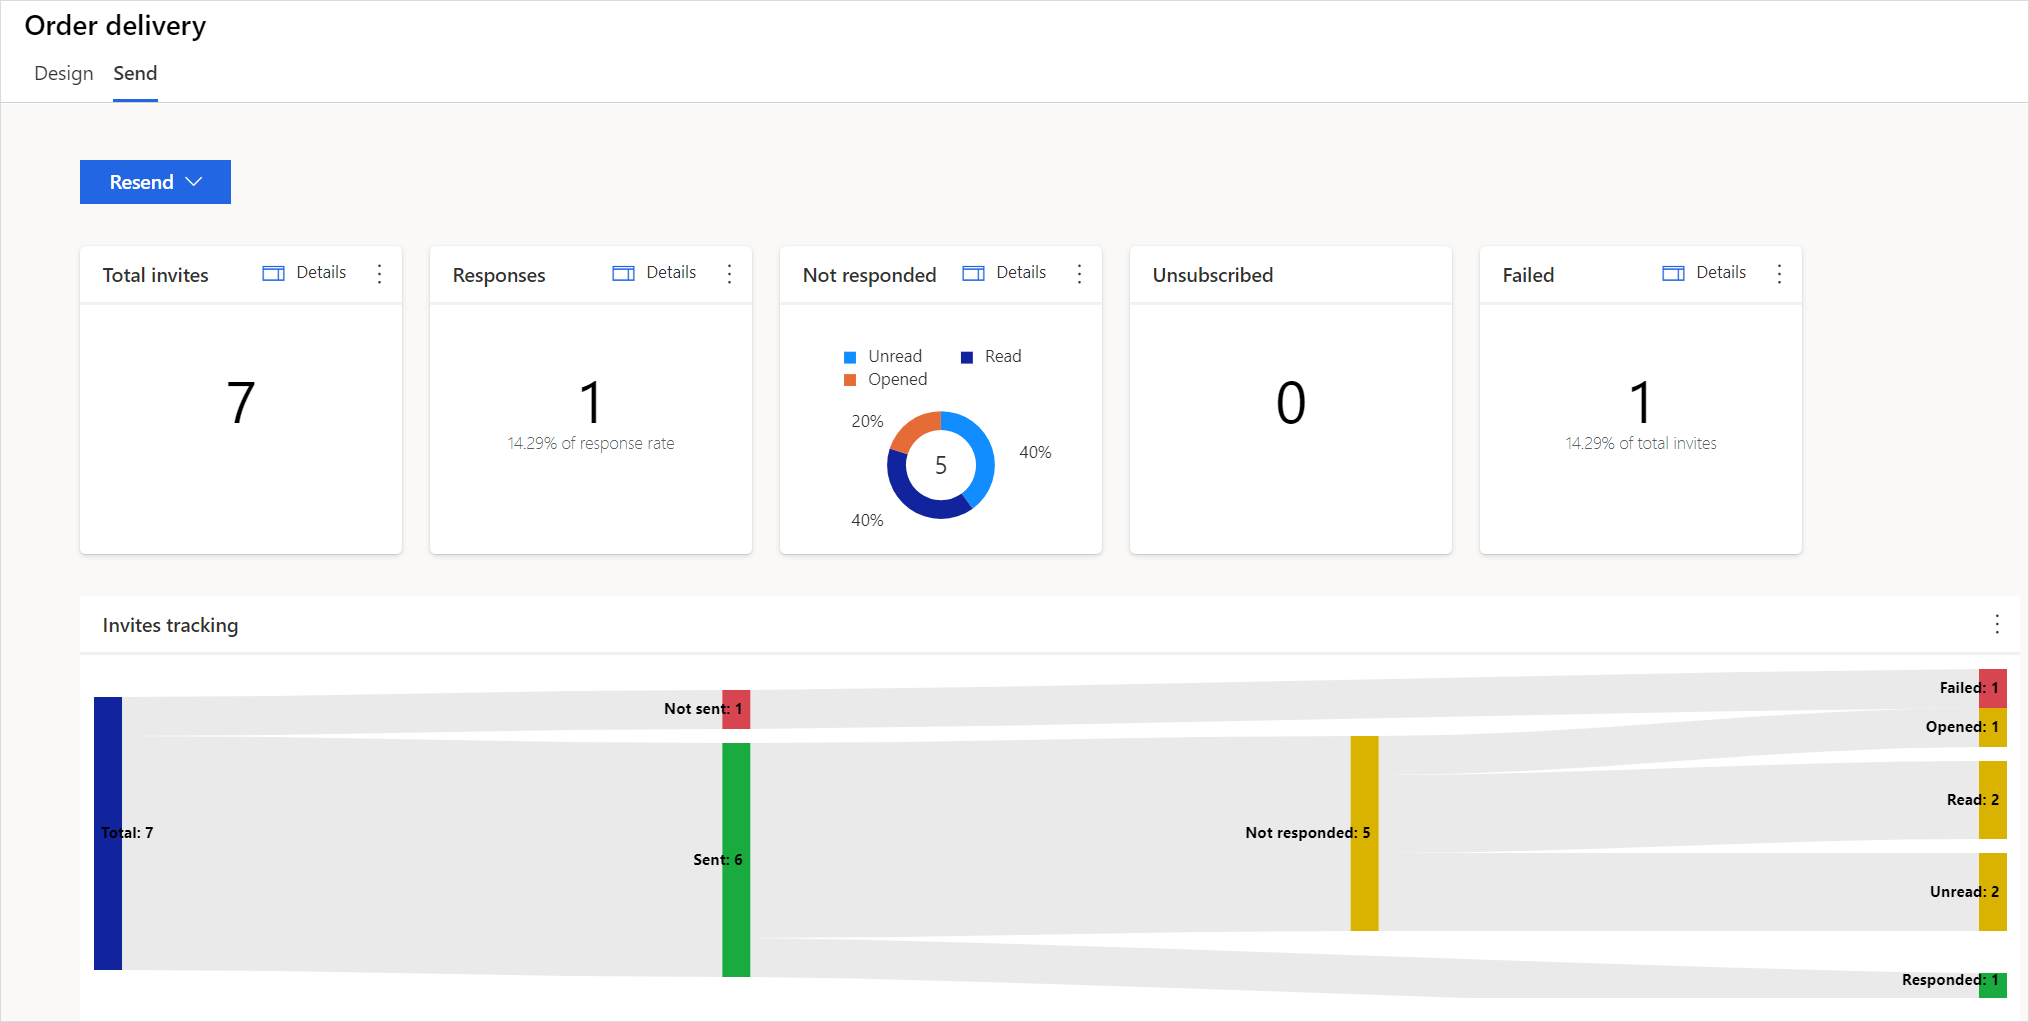 Order delivery
Design Send
Resend
Total invites Details
7
Responses Details
1
14.29% of response rate
Not responded Details
Unread Read
Opened
20%
40%
5
40%
Unsubscribed
0
Failed Details
1
14.29% of total invites
Invites tracking
Total: 7
Not sent: 1
Sent: 6
Not responded: 5
Failed: 1
Opened: 1
Read: 2
Unread: 2
Responded: 1